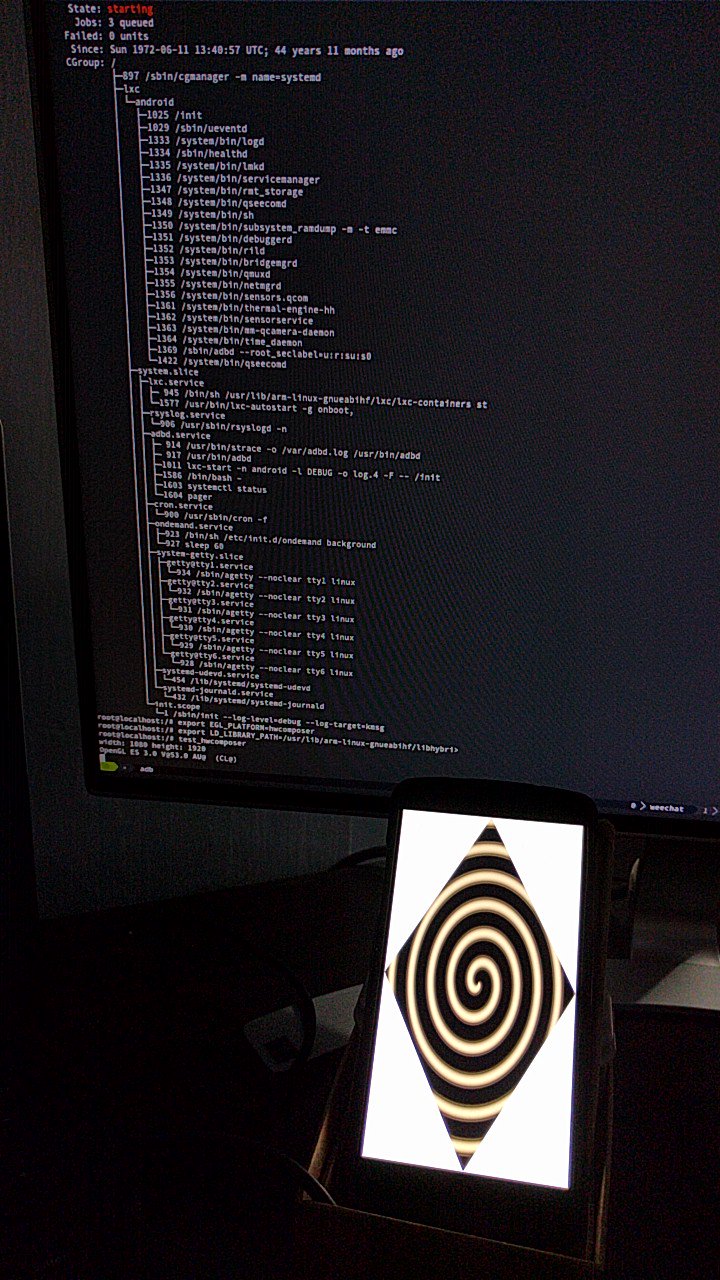 State: starting
Jobs: 3 queued
Failed: 0 units
Since: Sun 1972-06-11 13:40:57 UTC; 44 years 11 months ago
CGroup: /
├─897 /sbin/cgmanager -m name=systemd
├─lxc
│ └─android
│   ├─1025 /init
│   ├─1029 /sbin/ueventd
│   ├─1333 /system/bin/logd
│   ├─1334 /sbin/healthd
│   ├─1335 /system/bin/lmkd
│   ├─1336 /system/bin/servicemanager
│   ├─1347 /system/bin/rmt_storage
│   ├─1348 /system/bin/qseecomd
│   ├─1349 /system/bin/sh
│   ├─1350 /system/bin/subsystem_ramdump -m -t emmc
│   ├─1351 /system/bin/debuggerd
│   ├─1352 /system/bin/rild
│   ├─1353 /system/bin/bridgemgrd
│   ├─1354 /system/bin/qmuxd
│   ├─1355 /system/bin/netmgrd
│   ├─1356 /system/bin/sensors.qcom
│   ├─1361 /system/bin/thermal-engine-hh
│   ├─1362 /system/bin/sensorservice
│   ├─1363 /system/bin/mm-qcamera-daemon
│   ├─1364 /system/bin/time_daemon
│   ├─1369 /sbin/adbd --root_seclabel=u:r:su:s0
│   └─1422 /system/bin/qseecomd
├─system.slice
│ ├─lxc.service
│ │ ├─ 945 /bin/sh /usr/lib/arm-linux-gnueabihf/lxc/lxc-containers st
│ │ └─1577 /usr/bin/lxc-autostart -g onboot,
│ ├─rsyslog.service
│ │ └─906 /usr/sbin/rsyslogd -n
│ ├─adbd.service
│ │ ├─ 914 /usr/bin/strace -o /var/adbd.log /usr/bin/adbd
│ │ ├─ 917 /usr/bin/adbd
│ │ ├─1011 lxc-start -n android -l DEBUG -o log.4 -F -- /init
│ │ ├─1586 /bin/bash -
│ │ ├─1603 systemctl status
│ │ └─1604 pager
│ ├─cron.service
│ │ └─900 /usr/sbin/cron -f
│ ├─ondemand.service
│ │ ├─923 /bin/sh /etc/init.d/ondemand background
│ │ └─927 sleep 60
│ ├─system-getty.slice
│ │ ├─getty@tty1.service
│ │ │ └─934 /sbin/agetty --noclear tty1 linux
│ │ ├─getty@tty2.service
│ │ │ └─932 /sbin/agetty --noclear tty2 linux
│ │ ├─getty@tty3.service
│ │ │ └─931 /sbin/agetty --noclear tty3 linux
│ │ ├─getty@tty4.service
│ │ │ └─930 /sbin/agetty --noclear tty4 linux
│ │ ├─getty@tty5.service
│ │ │ └─929 /sbin/agetty --noclear tty5 linux
│ │ └─getty@tty6.service
│ │   └─928 /sbin/agetty --noclear tty6 linux
│ ├─systemd-udevd.service
│ │ └─454 /lib/systemd/systemd-udevd
│ └─systemd-journald.service
│   └─432 /lib/systemd/systemd-journald
└─init.scope
  └─1 /sbin/init --log-level=debug --log-target=kmsg
root@localhost:/# export EGL_PLATFORM=hwcomposer
root@localhost:/# export LD_LIBRARY_PATH=/usr/lib/arm-linux-gnueabihf/libhybri>
root@localhost:/# test_hwcomposer
width: 1080 height: 1920
OpenGL ES 3.0 V@53.0 AU@  (CL@)
adb
0 > weechat 1 >